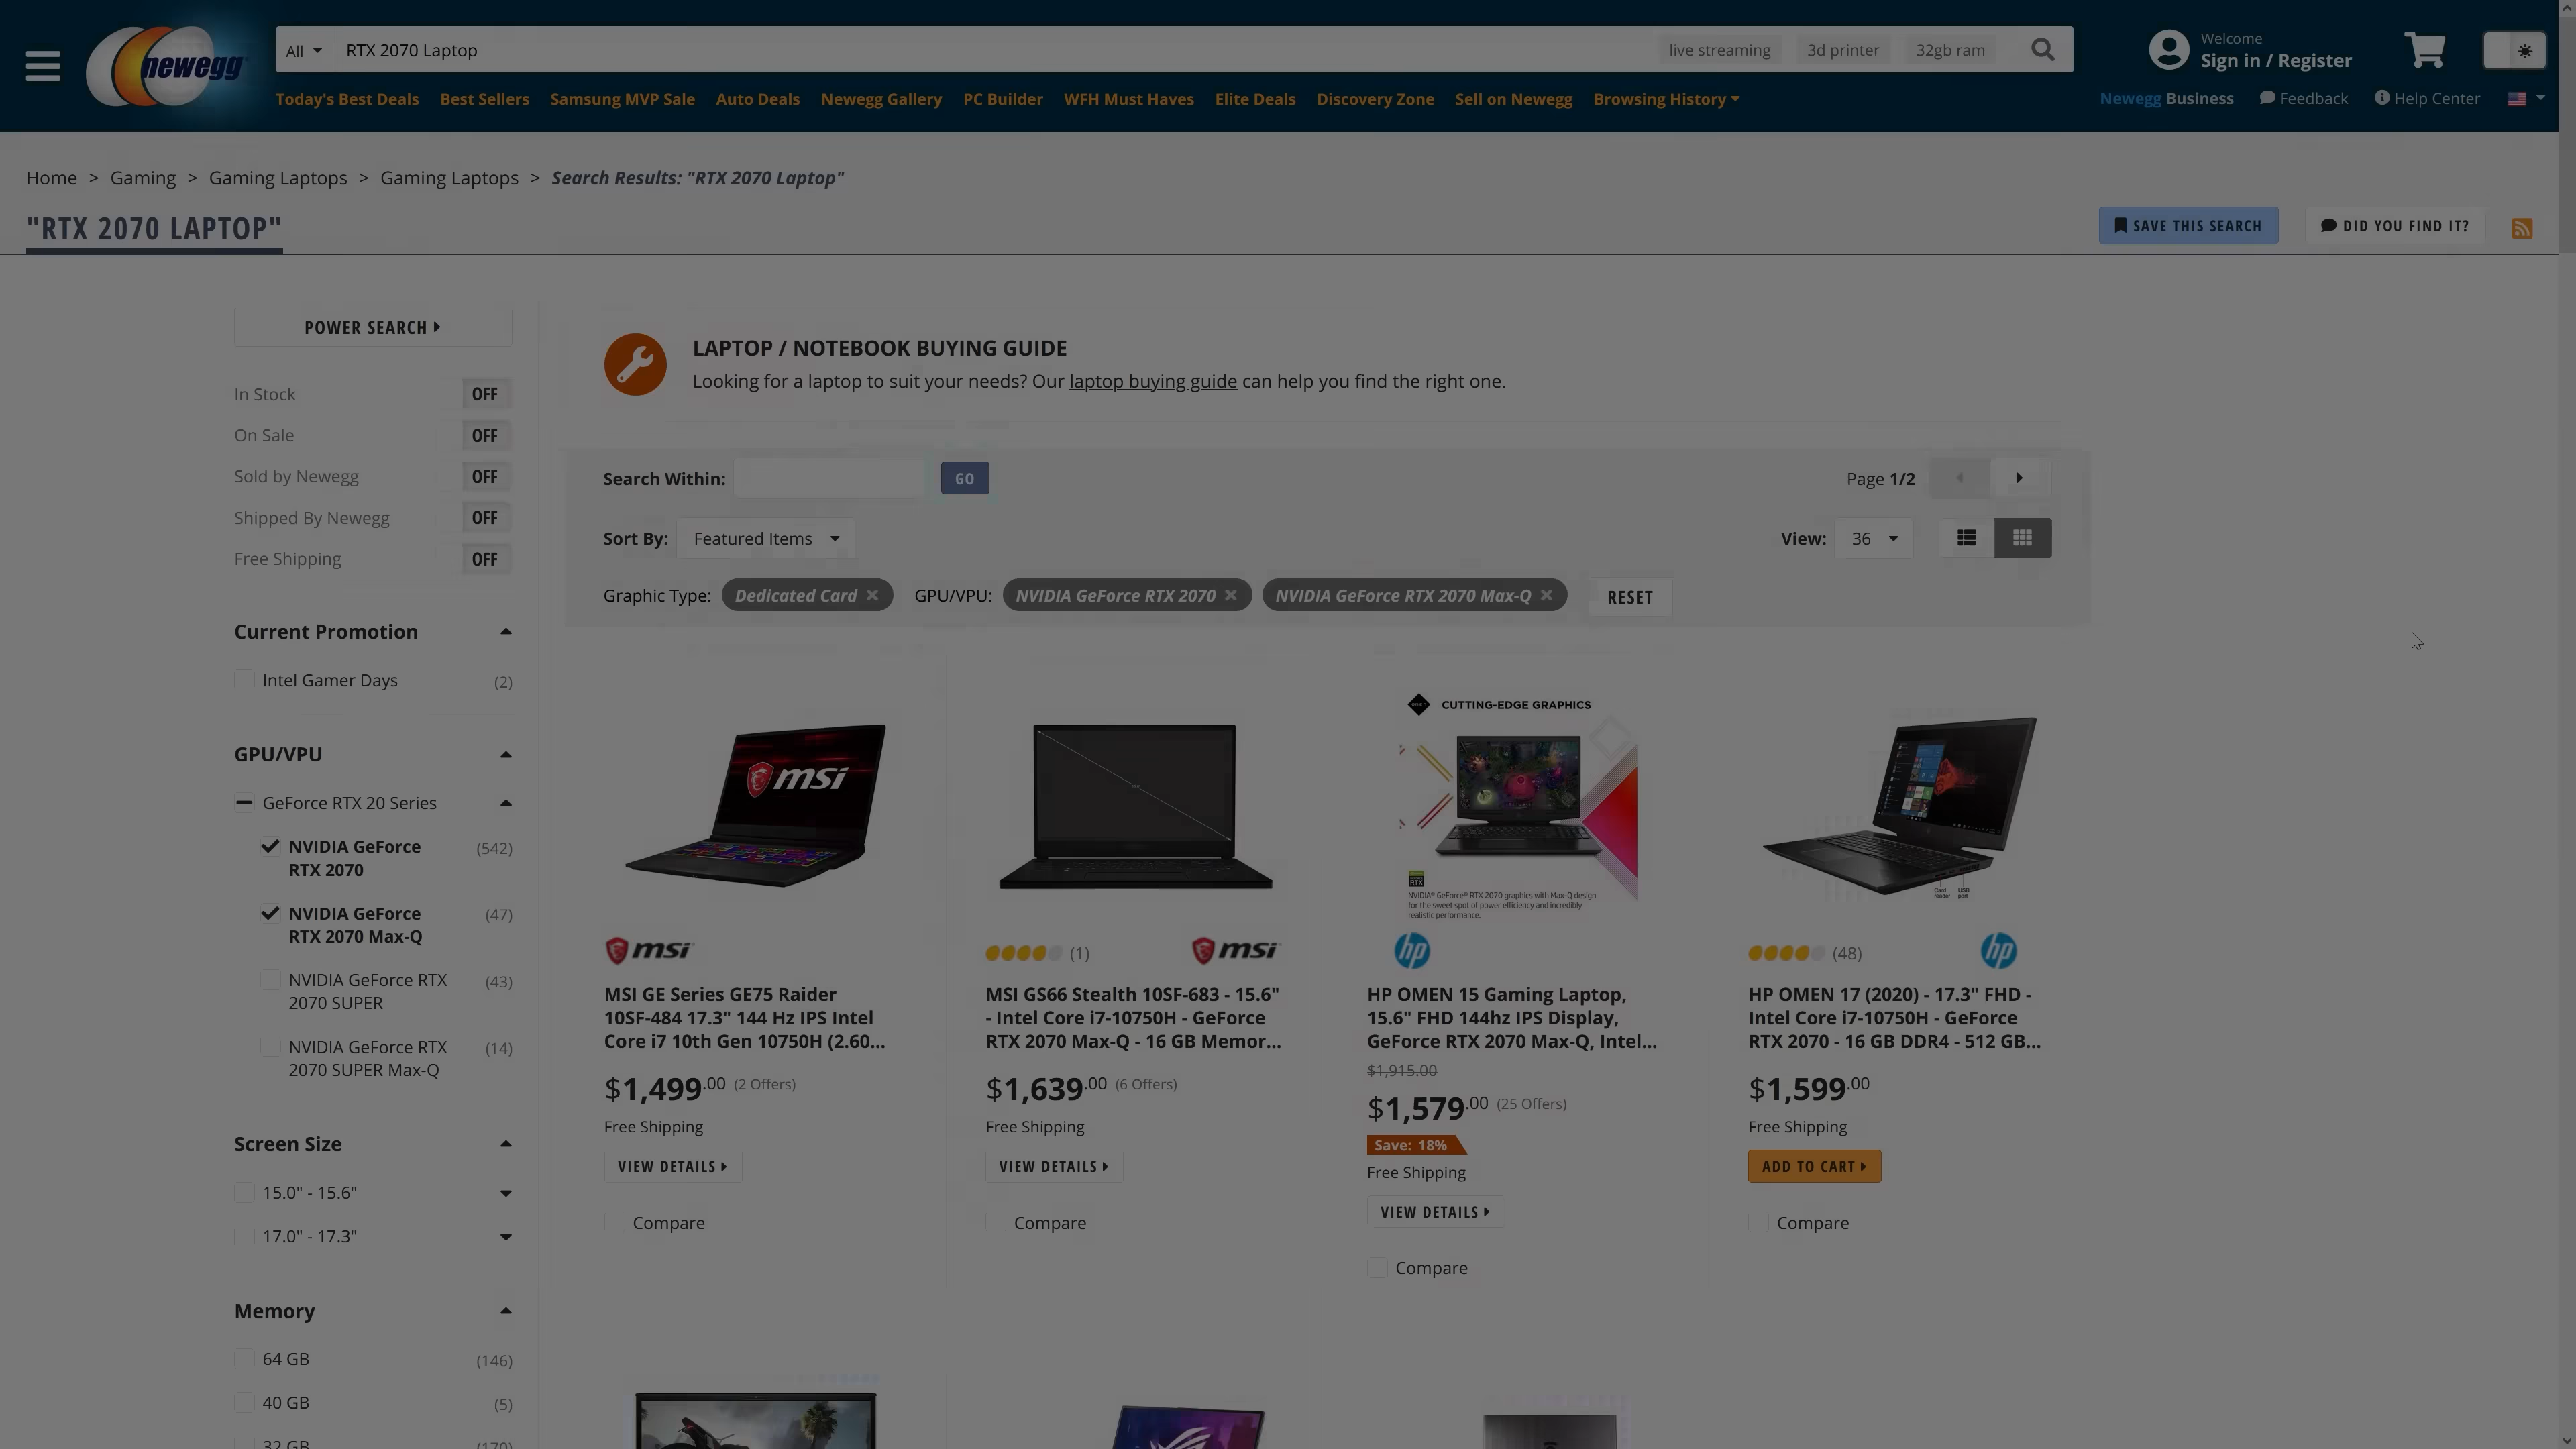 newegg
All
RTX 2070 Laptop
live streaming
3d printer
32gb ram
Welcome
Sign in / Register
Today's Best Deals
Best Sellers
Samsung MVP Sale
Auto Deals
Newegg Gallery
PC Builder
WFH Must Haves
Elite Deals
Discovery Zone
Sell on Newegg
Browsing History
Newegg Business
Feedback
Help Center
Home > Gaming > Gaming Laptops > Gaming Laptops > Search Results: "RTX 2070 Laptop"
"RTX 2070 LAPTOP"
SAVE THIS SEARCH
DID YOU FIND IT?
POWER SEARCH
In Stock OFF
On Sale OFF
Sold by Newegg OFF
Shipped By Newegg OFF
Free Shipping OFF
Current Promotion
Intel Gamer Days (2)
GPU/VPU
GeForce RTX 20 Series
NVIDIA GeForce (542)
RTX 2070
NVIDIA GeForce (47)
RTX 2070 Max-Q
NVIDIA GeForce RTX (43)
2070 SUPER
NVIDIA GeForce RTX (14)
2070 SUPER Max-Q
Screen Size
15.0" - 15.6"
17.0" - 17.3"
Memory
64 GB (146)
40 GB (5)
32 GB (170)
LAPTOP / NOTEBOOK BUYING GUIDE
Looking for a laptop to suit your needs? Our laptop buying guide can help you find the right one.
Search Within: GO
Page 1/2
Sort By: Featured Items
View: 36
Graphic Type: Dedicated Card GPU/VPU: NVIDIA GeForce RTX 2070 NVIDIA GeForce RTX 2070 Max-Q RESET
msi
msi
MSI GE Series GE75 Raider
10SF-484 17.3" 144 Hz IPS Intel
Core i7 10th Gen 10750H (2.60...
$1,499.00 (2 Offers)
Free Shipping
VIEW DETAILS
Compare
(1)
msi
MSI GS66 Stealth 10SF-683 - 15.6"
- Intel Core i7-10750H - GeForce
RTX 2070 Max-Q - 16 GB Memor...
$1,639.00 (6 Offers)
Free Shipping
VIEW DETAILS
Compare
CUTTING-EDGE GRAPHICS
RTX
NVIDIA® GeForce® RTX 2070 graphics with Max-Q design
for the sweet spot of power efficiency and incredibly
realistic performance.
hp
HP OMEN 15 Gaming Laptop,
15.6" FHD 144hz IPS Display,
GeForce RTX 2070 Max-Q, Intel...
$1,915.00
$1,579.00 (25 Offers)
Save: 18%
Free Shipping
VIEW DETAILS
Compare
Card
reader
USB
port
(48)
hp
HP OMEN 17 (2020) - 17.3" FHD -
Intel Core i7-10750H - GeForce
RTX 2070 - 16 GB DDR4 - 512 GB...
$1,599.00
Free Shipping
ADD TO CART
Compare